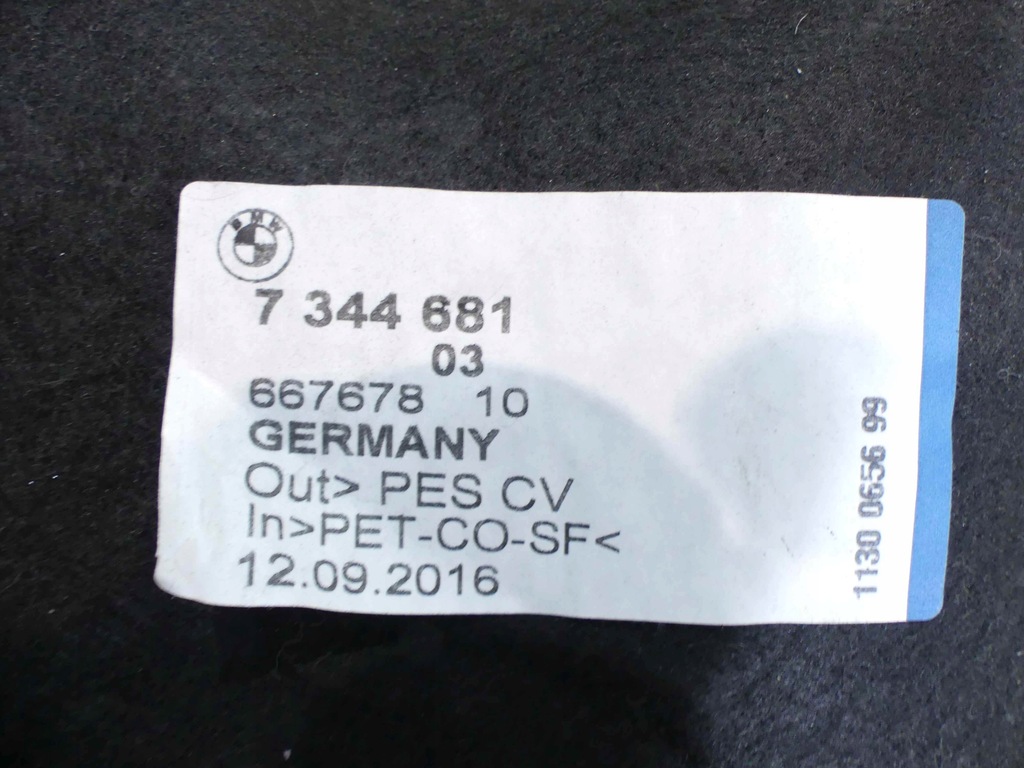 BMW
7 344 681
03
667678 10
GERMANY
Out> PES CV
In>PET-CO-SF<
12.09.2016
1130 0656 99